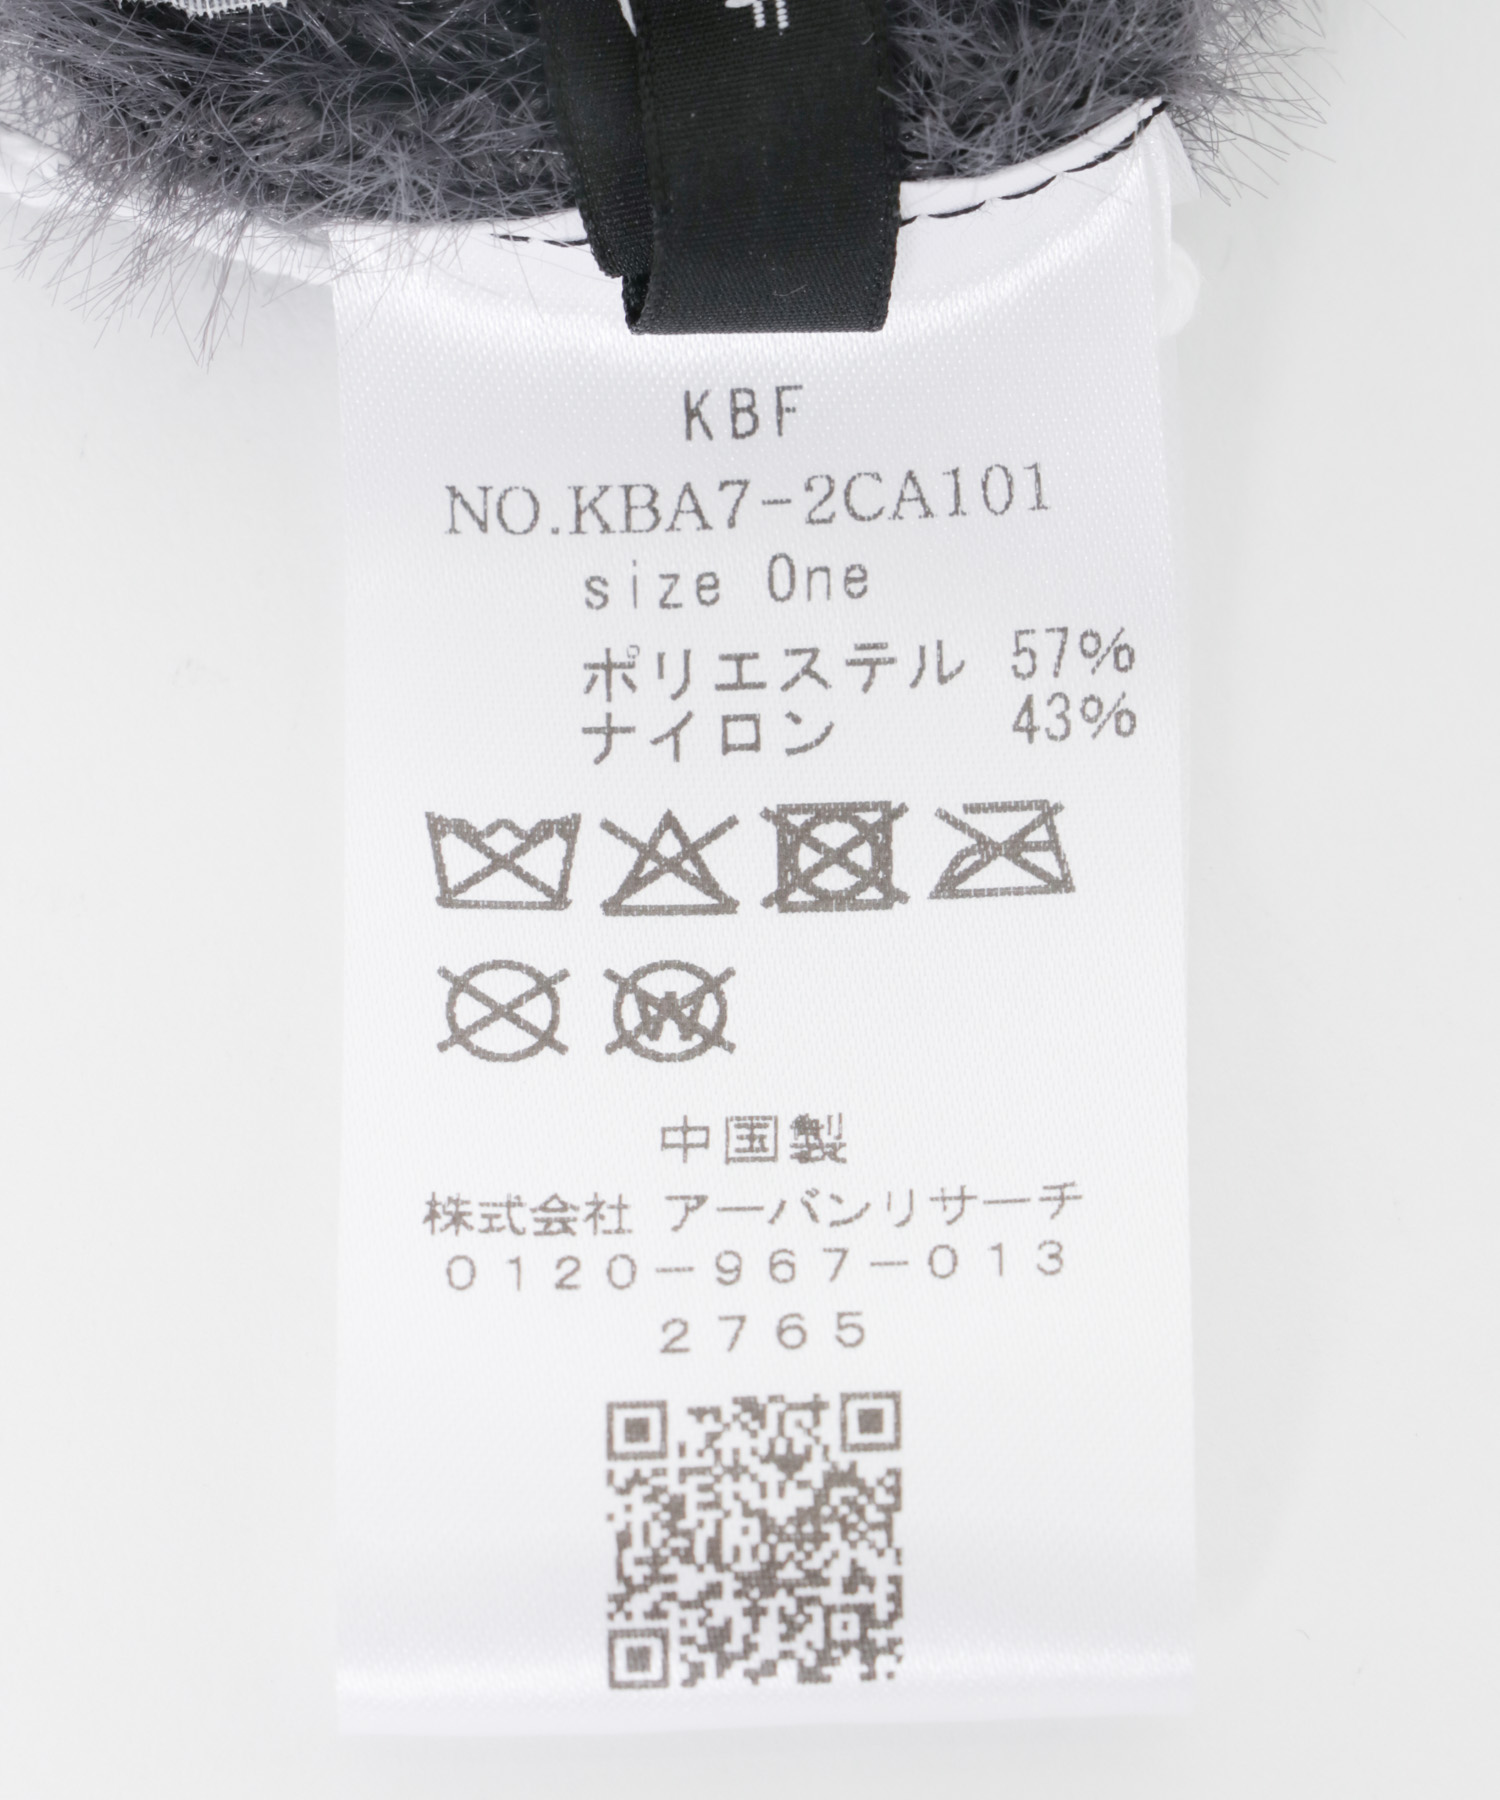 KBF
NO.KBA7-2CA101
size One
ポリエステル 57%
ナイロン 43%
W
中国製
株式会社 アーバンリサーチ
0120-967-013
2765